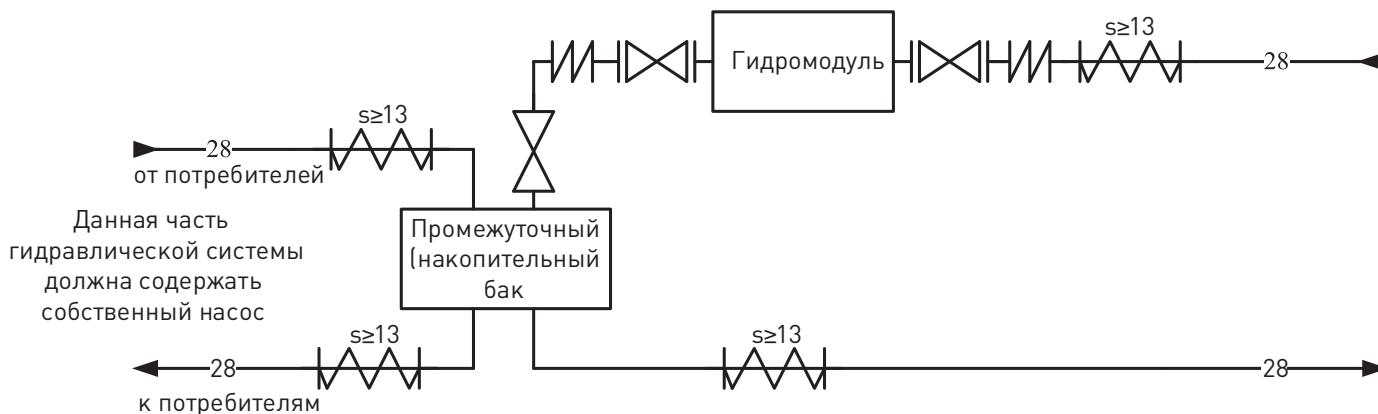 s≥13
Гидромодуль
28
s≥13
28
от потребителей
Данная часть
гидравлической системы
должна содержать
собственный насос
Промежуточный
(накопительный
бак
s≥13
28
к потребителям
s≥13
28